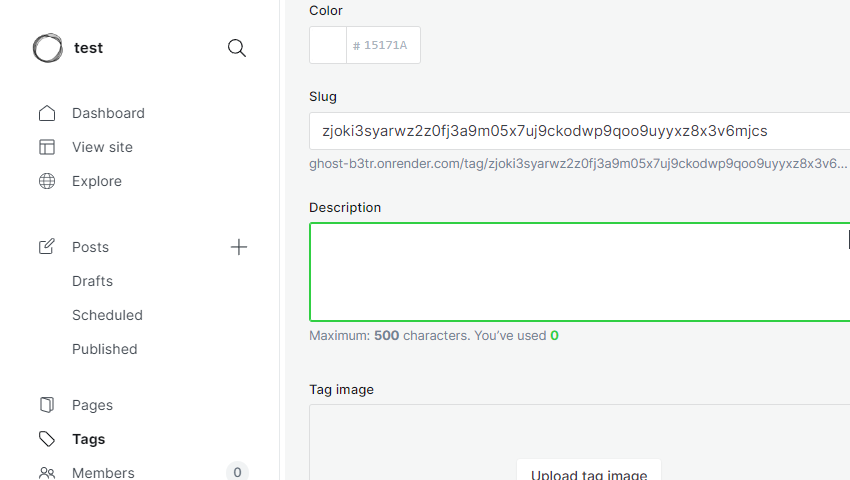 test
Dashboard
View site
Explore
Posts
Drafts
Scheduled
Published
Pages
Tags
Members 0
Color
# 15171A
Slug
zjoki3syarwz2z0fj3a9m05x7uj9ckodwp9qoo9uyyxz8x3v6mjcs
ghost-b3tr.onrender.com/tag/zjoki3syarwz2z0fj3a9m05x7uj9ckodwp9qoo9uyyxz8x3v6...
Description
Maximum: 500 characters. You’ve used 0
Tag image
Upload tag image